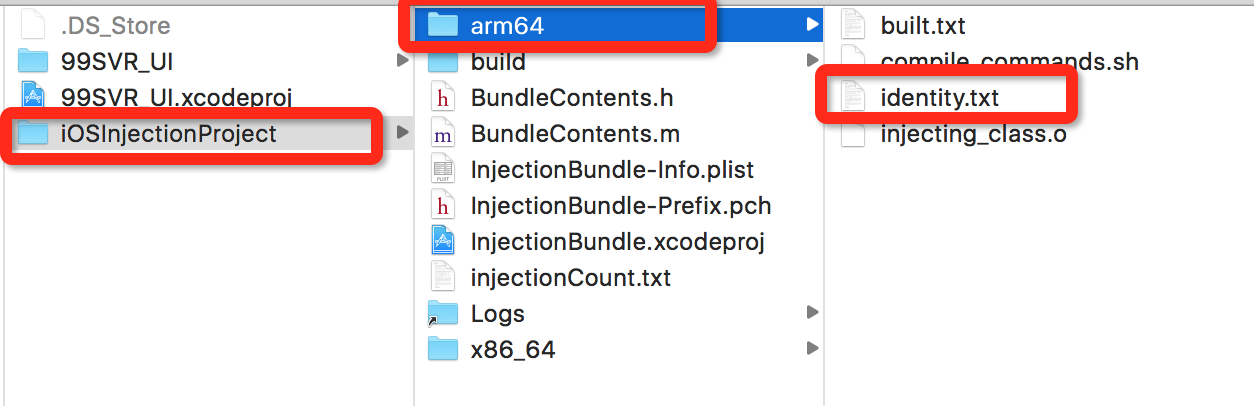 .DS_Store
99SVR_UI
99SVR_UI.xcodeproj
iOSInjectionProject
arm64
build
BundleContents.h
BundleContents.m
InjectionBundle-Info.plist
InjectionBundle-Prefix.pch
InjectionBundle.xcodeproj
injectionCount.txt
Logs
x86_64
built.txt
compile_commands.sh
identity.txt
injecting_class.o
h
m
PLIST
h